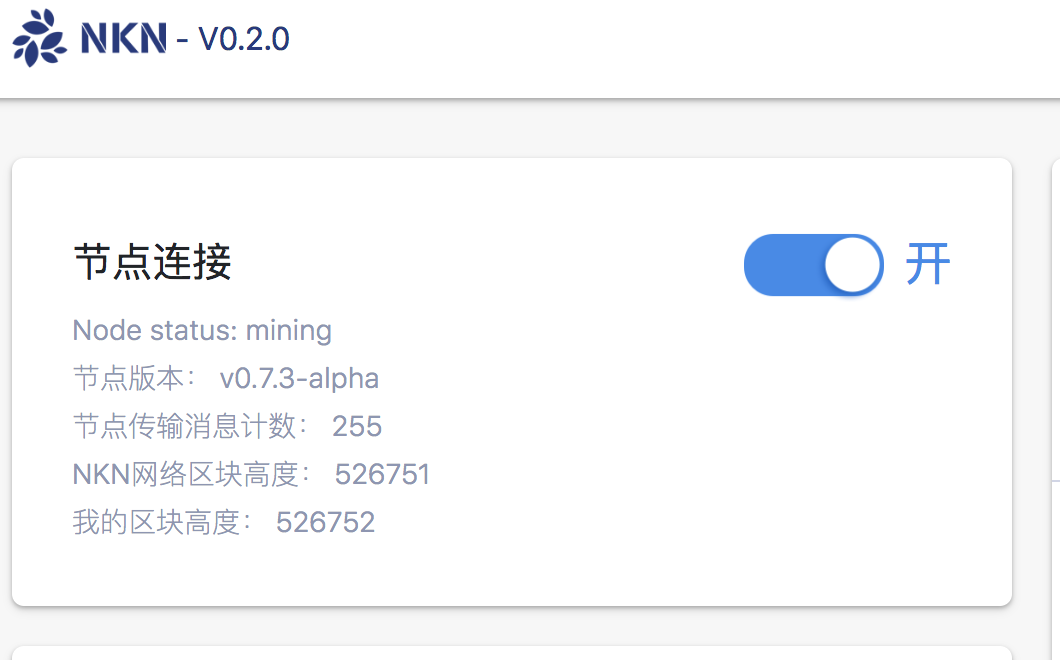 NKN - V0.2.0
节点连接 开
Node status: mining
节点版本： v0.7.3-alpha
节点传输消息计数： 255
NKN网络区块高度： 526751
我的区块高度： 526752